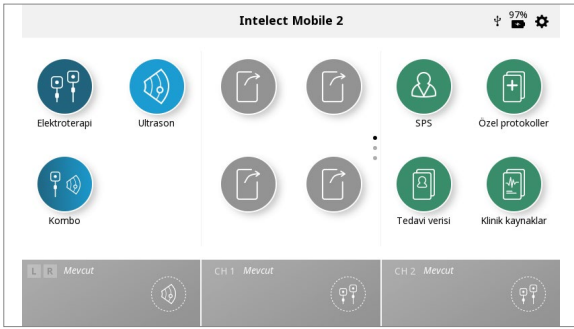 Intelect Mobile 2
97%
Elektroterapi
Ultrason
SPS
Özel protokoller
Kombo
Tedavi verisi
Klinik kaynaklar
L R Mevcut
CH 1 Mevcut
CH 2 Mevcut